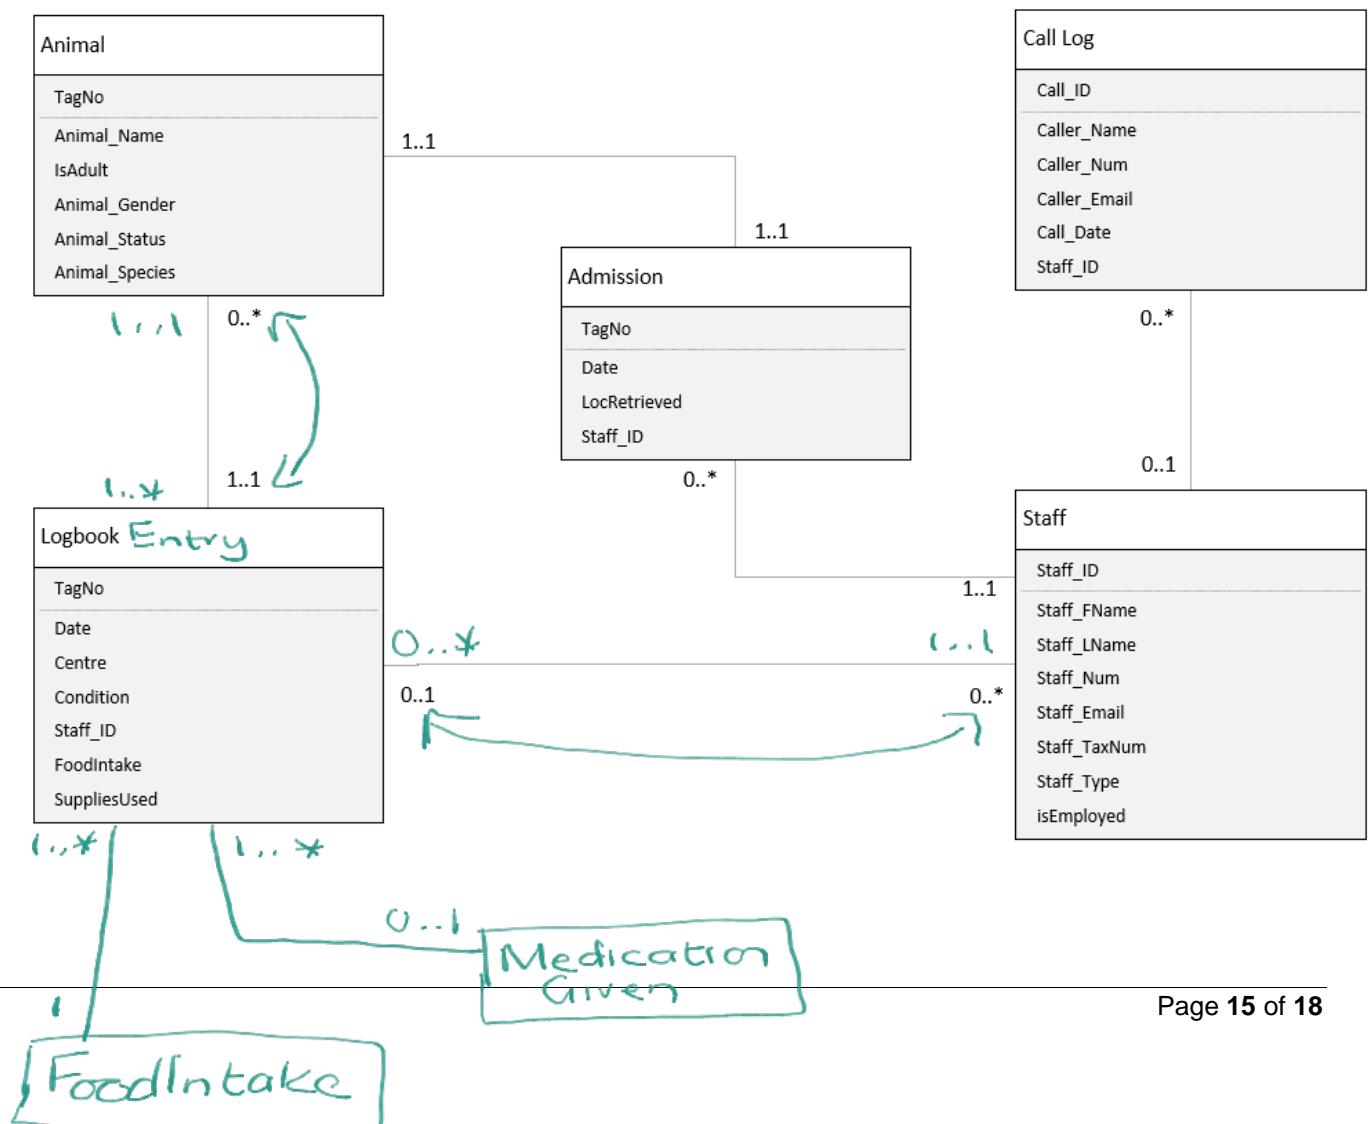 Animal
TagNo
Animal_Name
IsAdult
Animal_Gender
Animal_Status
Animal_Species
1..1
1...1
0..*
1..*
1..1
Logbook Entry
TagNo
Date
Centre
Condition
Staff_ID
FoodIntake
SuppliesUsed
1..1
Admission
TagNo
Date
LocRetrieved
Staff_ID
0..*
1..1
Call Log
Call_ID
Caller_Name
Caller_Num
Caller_Email
Call_Date
Staff_ID
0..*
0..1
Staff
Staff_ID
Staff_FName
Staff_LName
Staff_Num
Staff_Email
Staff_TaxNum
Staff_Type
isEmployed
0..*
1..1
0..1
0..*
1..*
1..*
0..1
Medication
Given
1
FoodIntake
Page 15 of 18